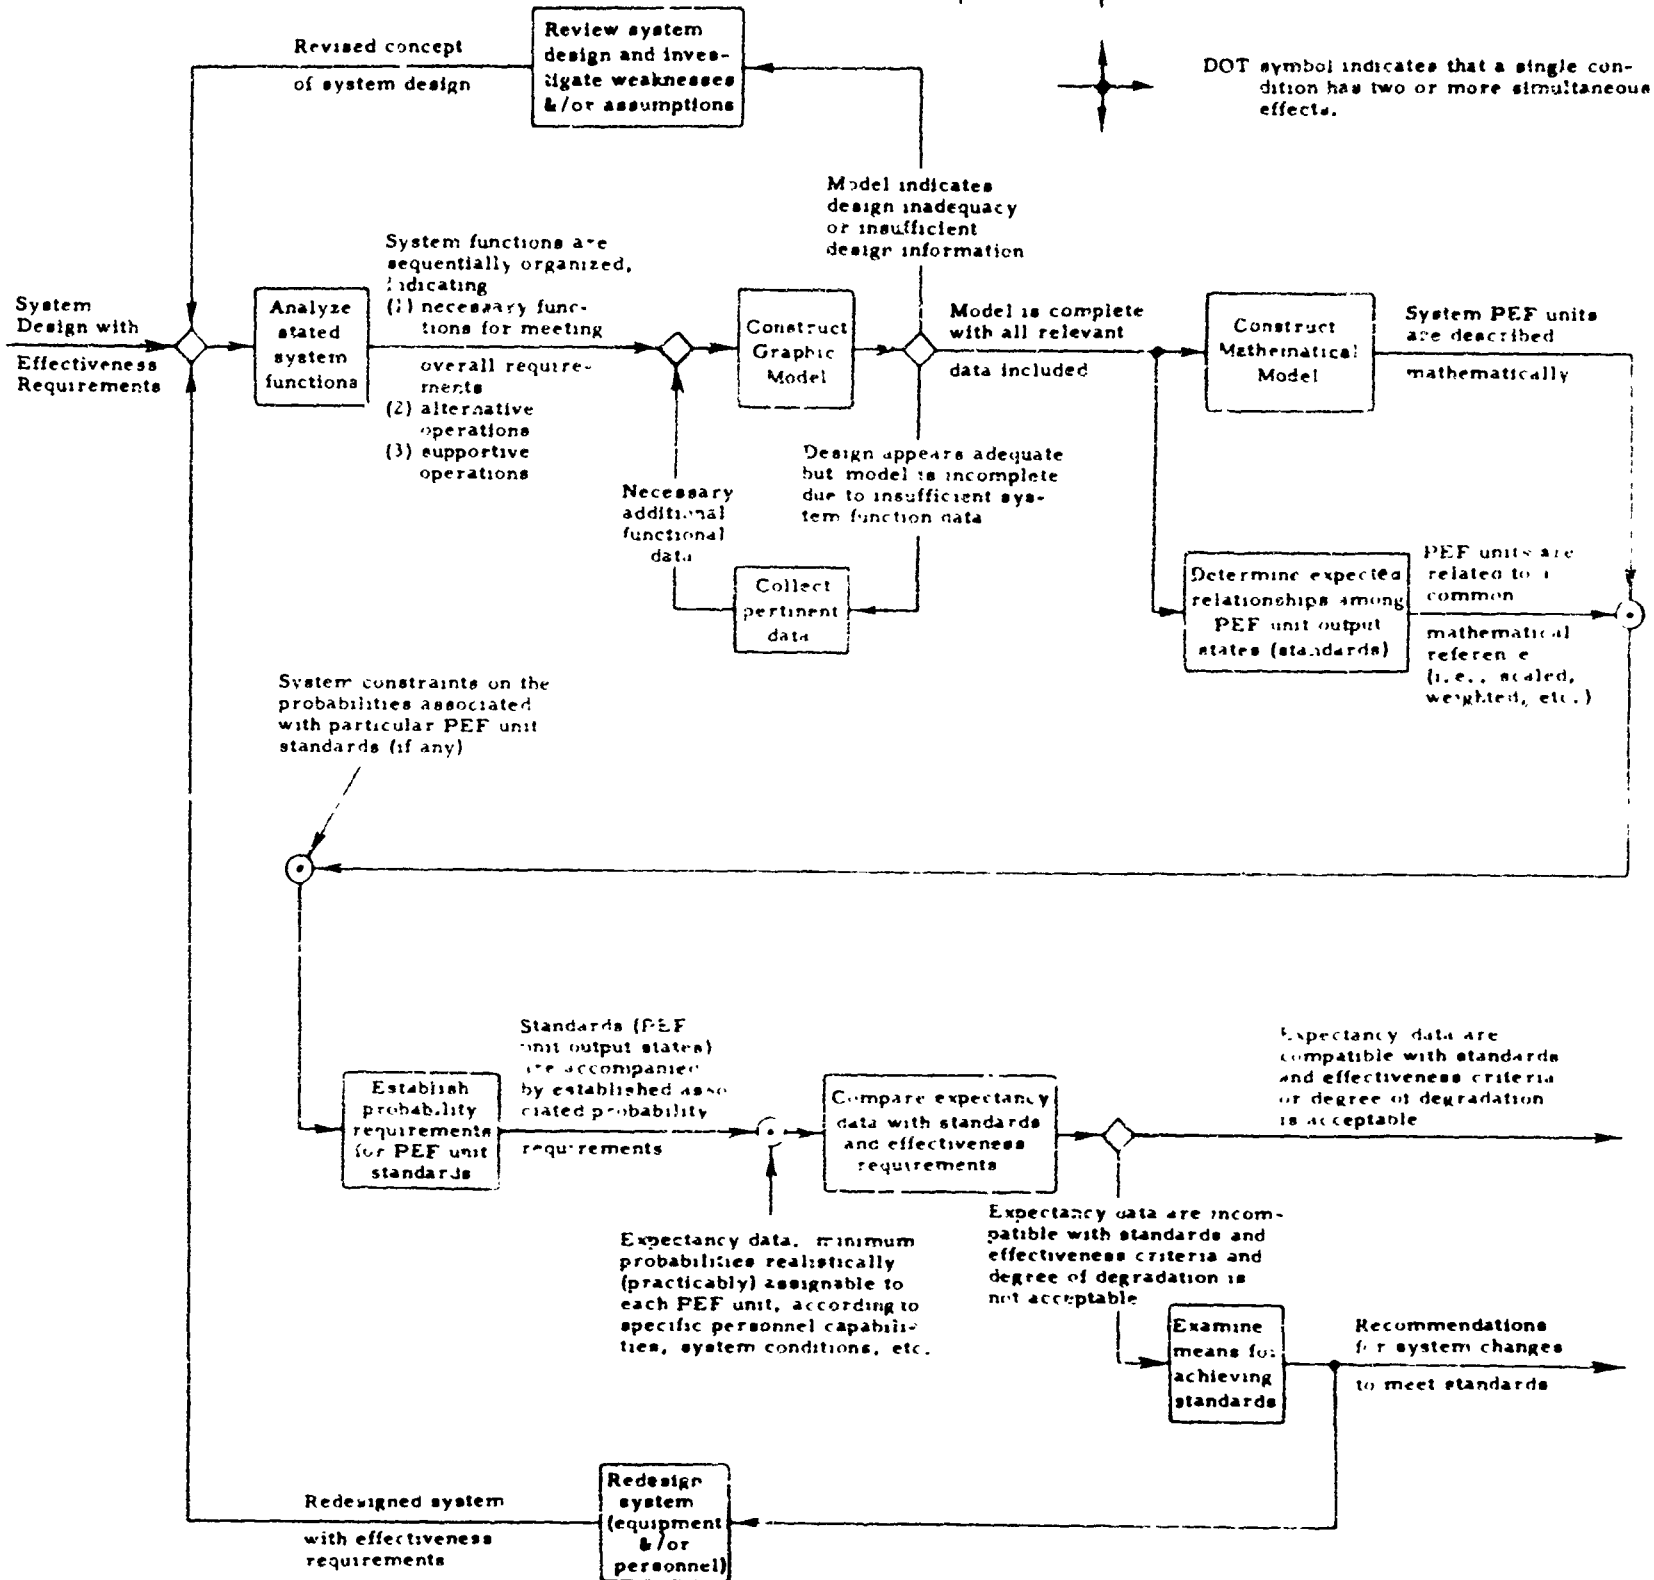 Review system
design and inves-
tigate weaknesses
&/or assumptions
Revised concept
of system design
DOT symbol indicates that a single con-
dition has two or more simultaneous
effects.
Model indicates
design inadequacy
or insufficient
design information
System
Design with
Effectiveness
Requirements
Analyze
stated
system
functions
System functions are
sequentially organized,
indicating
(1) necessary func-
tions for meeting
overall require-
ments
(2) alternative
operations
(3) supportive
operations
Construct
Graphic
Model
Model is complete
with all relevant
data included
Construct
Mathematical
Model
System PEF units
are described
mathematically
Design appears adequate
but model is incomplete
due to insufficient sys-
tem function data
Necessary
additional
functional
data
Collect
pertinent
data
Determine expected
relationships among
PEF unit output
states (standards)
PEF units are
related to a
common
mathematical
reference
(i.e., scaled,
weighted, etc.)
System constraints on the
probabilities associated
with particular PEF unit
standards (if any)
Establish
probability
requirements
for PEF unit
standards
Standards (PEF
unit output states)
are accompanied
by established asso
ciated probability
requirements
Compare expectancy
data with standards
and effectiveness
requirements
Expectancy data are
compatible with standards
and effectiveness criteria
or degree of degradation
is acceptable
Expectancy data, minimum
probabilities realistically
(practicably) assignable to
each PEF unit, according to
specific personnel capabili-
ties, system conditions, etc.
Expectancy data are incom-
patible with standards and
effectiveness criteria and
degree of degradation is
not acceptable
Examine
means for
achieving
standards
Recommendations
for system changes
to meet standards
Redesign
system
(equipment
&/or
personnel)
Redesigned system
with effectiveness
requirements